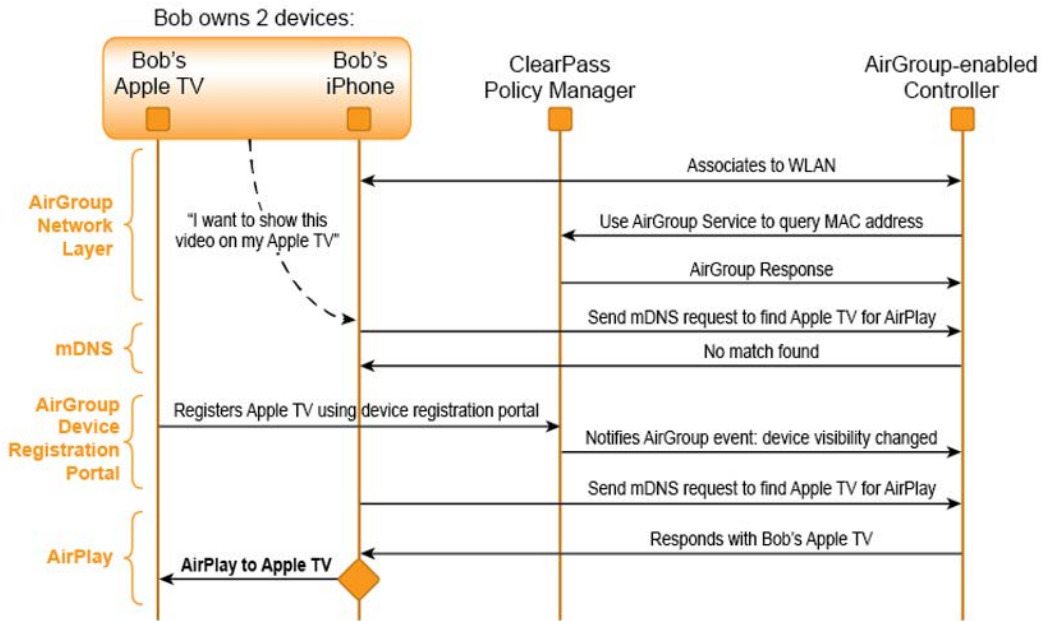 Bob owns 2 devices:
Bob's
Apple TV
Bob's
iPhone
ClearPass
Policy Manager
AirGroup-enabled
Controller
AirGroup
Network
Layer
"I want to show this
video on my Apple TV"
Associates to WLAN
Use AirGroup Service to query MAC address
AirGroup Response
mDNS
Send mDNS request to find Apple TV for AirPlay
No match found
AirGroup
Device
Registration
Portal
Registers Apple TV using device registration portal
Notifies AirGroup event: device visibility changed
Send mDNS request to find Apple TV for AirPlay
AirPlay
Responds with Bob's Apple TV
AirPlay to Apple TV